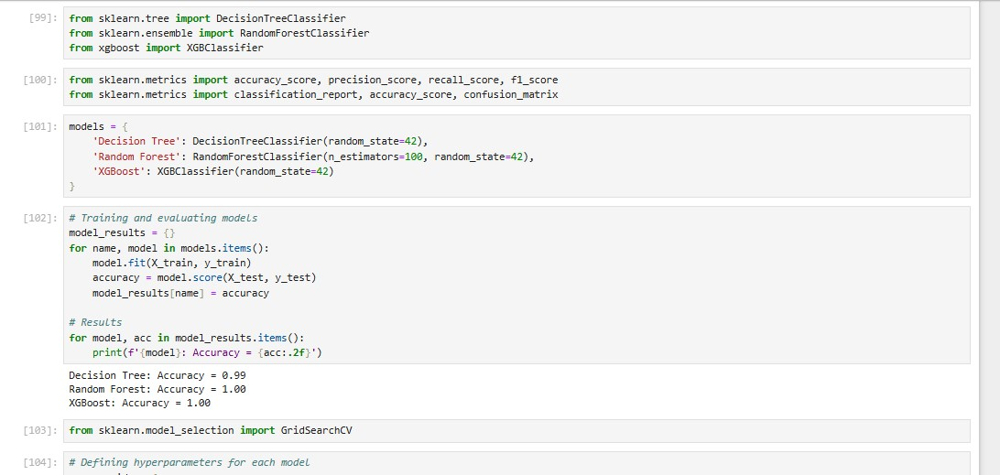 [99]: from sklearn.tree import DecisionTreeClassifier
from sklearn.ensemble import RandomForestClassifier
from xgboost import XGBClassifier
[100]: from sklearn.metrics import accuracy_score, precision_score, recall_score, f1_score
from sklearn.metrics import classification_report, accuracy_score, confusion_matrix
[101]: models = {
    'Decision Tree': DecisionTreeClassifier(random_state=42),
    'Random Forest': RandomForestClassifier(n_estimators=100, random_state=42),
    'XGBoost': XGBClassifier(random_state=42)
}
[102]: # Training and evaluating models
model_results = {}
for name, model in models.items():
    model.fit(X_train, y_train)
    accuracy = model.score(X_test, y_test)
    model_results[name] = accuracy
# Results
for model, acc in model_results.items():
    print(f'{model}: Accuracy = {acc:.2f}')
Decision Tree: Accuracy = 0.99
Random Forest: Accuracy = 1.00
XGBoost: Accuracy = 1.00
[103]: from sklearn.model_selection import GridSearchCV
[104]: # Defining hyperparameters for each model